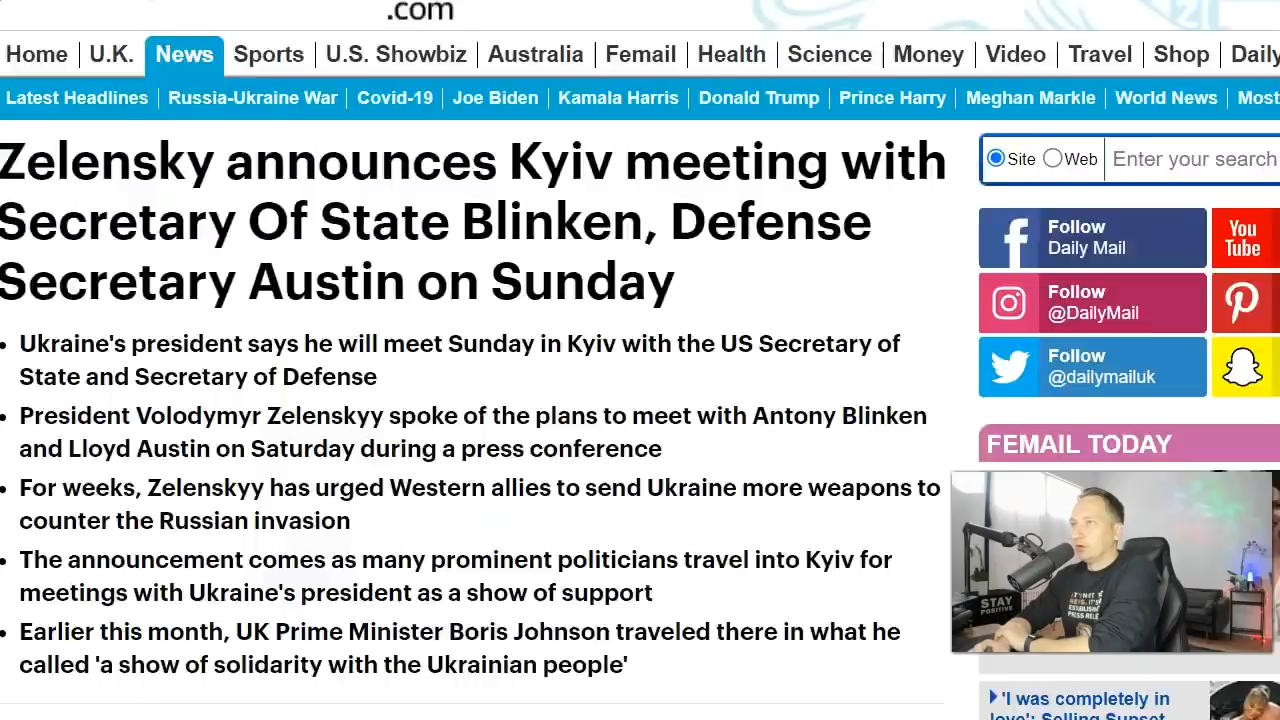 .com
Home U.K. News Sports U.S. Showbiz Australia Femail Health Science Money Video Travel Shop
Latest Headlines Russia-Ukraine War Covid-19 Joe Biden Kamala Harris Donald Trump Prince Harry Meghan Markle World News Most
Zelensky announces Kyiv meeting with
Secretary Of State Blinken, Defense
Secretary Austin on Sunday
• Ukraine's president says he will meet Sunday in Kyiv with the US Secretary of
State and Secretary of Defense
• President Volodymyr Zelenskyy spoke of the plans to meet with Antony Blinken
and Lloyd Austin on Saturday during a press conference
• For weeks, Zelenskyy has urged Western allies to send Ukraine more weapons to
counter the Russian invasion
• The announcement comes as many prominent politicians travel into Kyiv for
meetings with Ukraine's president as a show of support
• Earlier this month, UK Prime Minister Boris Johnson traveled there in what he
called 'a show of solidarity with the Ukrainian people'
Site Web Enter your search
Follow
Daily Mail
You
Tube
Follow
@DailyMail
Follow
@dailymailuk
FEMAIL TODAY
STAY
POSITIVE
'I was completely in
love': Selling Sunset